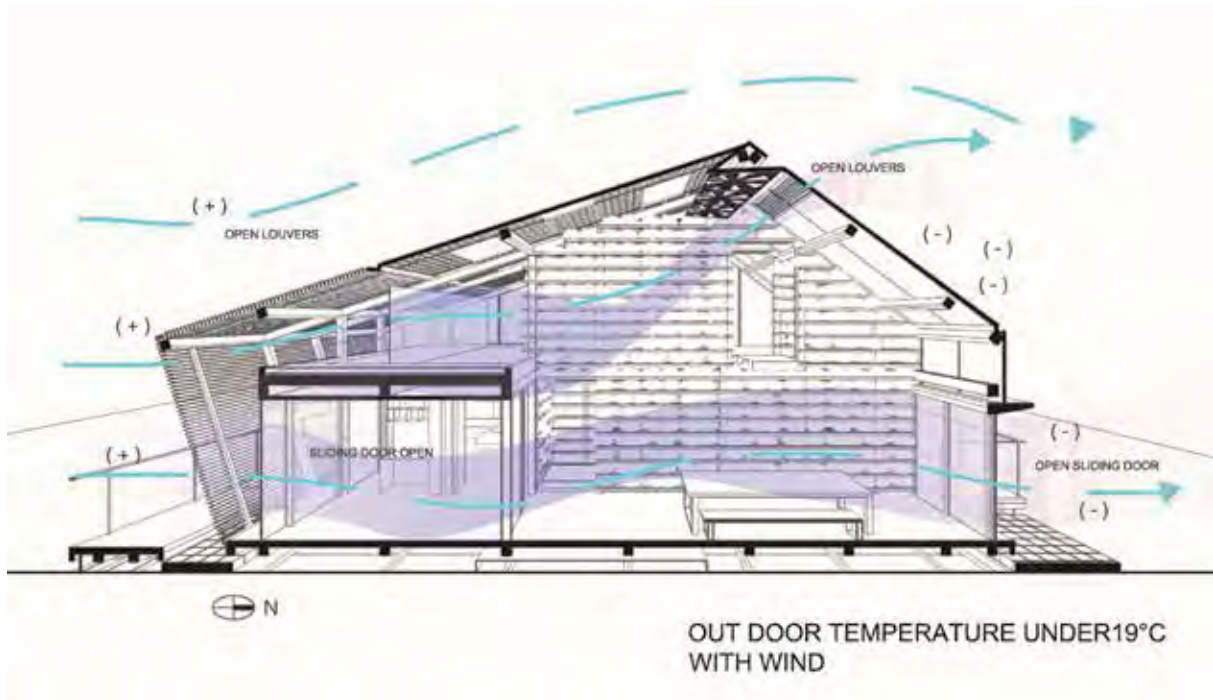 OPEN LOUVERS
( + )
OPEN LOUVERS
( - )
( - )
( - )
( + )
( - )
( + )
SLIDING DOOR OPEN
OPEN SLIDING DOOR
( - )
N
OUT DOOR TEMPERATURE UNDER19°C
WITH WIND